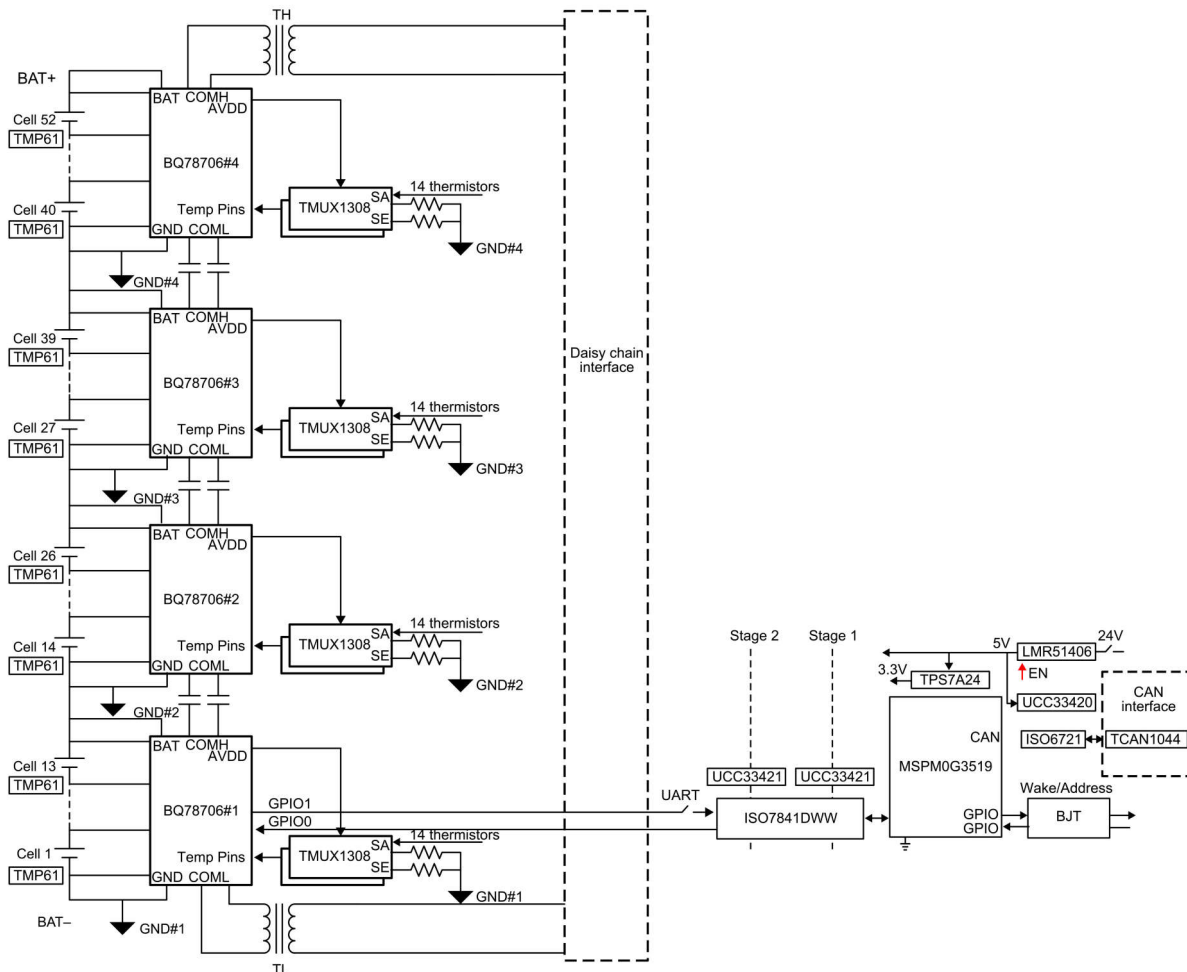 TH
BAT+
BAT COMH
AVDD
Cell 52
TMP61
BQ78706#4
14 thermistors
SA
TMUX1308
SE
Temp Pins
Cell 40
TMP61
GND COML
GND#4
GND#4
BAT COMH
AVDD
Cell 39
TMP61
BQ78706#3
Daisy chain
interface
14 thermistors
SA
TMUX1308
SE
Temp Pins
Cell 27
TMP61
GND COML
GND#3
GND#3
BAT COMH
AVDD
Cell 26
TMP61
BQ78706#2
14 thermistors
SA
TMUX1308
SE
Temp Pins
Cell 14
TMP61
GND COML
GND#2
GND#2
Stage 2
Stage 1
5V
LMR51406
24V
EN
3.3V
TPS7A24
UCC33420
CAN
interface
CAN
ISO6721
TCAN1044
MSPM0G3519
BAT COMH
AVDD
Cell 13
TMP61
BQ78706#1
GPIO1
GPIO0
UART
UCC33421
UCC33421
ISO7841DWW
Wake/Address
GPIO
GPIO
BJT
14 thermistors
SA
TMUX1308
SE
Temp Pins
Cell 1
TMP61
GND COML
GND#1
BAT–
GND#1
TL